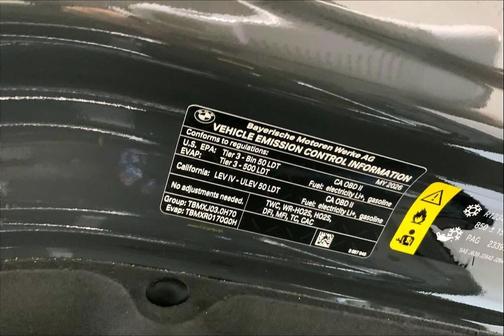 Bayerische Motoren Werke AG
VEHICLE EMISSION CONTROL INFORMATION
Conforms to regulations: MY 2026
U.S. EPA: Tier 3 - Bin 50 LDT CA OBD II
EVAP: Tier 3 - 500 LDT Fuel: electricity Li+, gasoline
California: LEV IV - ULEV 50 LDT CA OBD II
Fuel: electricity Li+, gasoline
No adjustments needed. TWC, WR-HO2S, HO2S,
DFI, MFI, TC, CAC
Group: TBMXJ03.0H70
Evap: TBMXR0170G0H
850
PAG